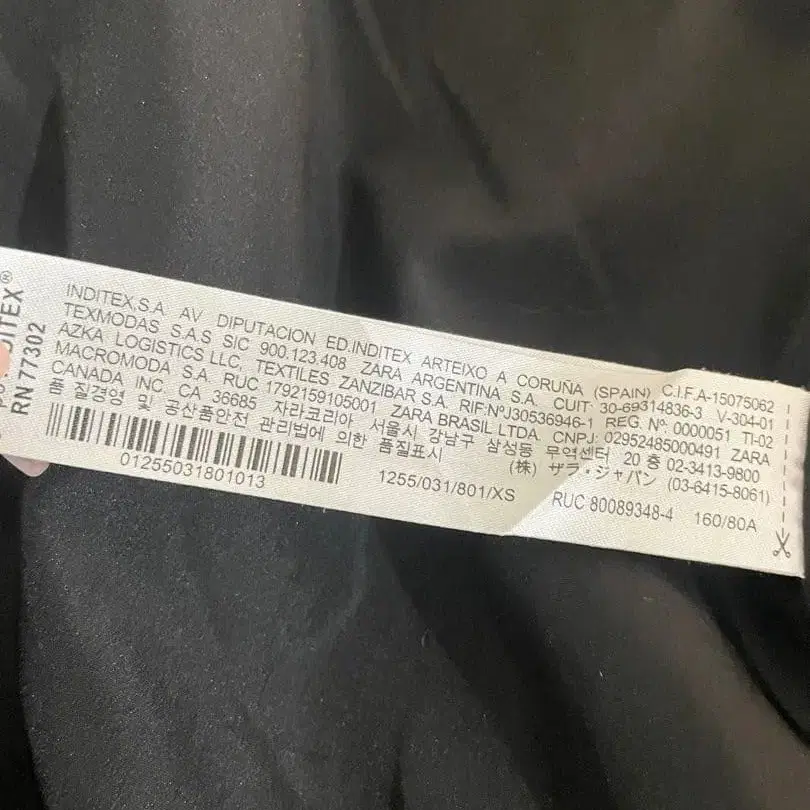 INDITEX®
RN 77302
INDITEX,S.A AV DIPUTACION ED.INDITEX ARTEIXO A CORUÑA (SPAIN) C.I.F.A-15075062
TEXMODAS S.A.S SIC 900.123.408 ZARA ARGENTINA S.A. CUIT: 30-69314836-3 V-304-01
AZKA LOGISTICS LLC, TEXTILES ZANZIBAR S.A. RIF:NºJ30536946-1 REG. Nº 0000051 TI-02
MACROMODA S.A. RUC 1792159105001 ZARA BRASIL LTDA. CNPJ: 02952485000491 ZARA
CANADA INC CA 36685 자라코리아 서울시 강남구 삼성동 무역센터 20 층 02-3413-9800
품 질경영 및 공산품안전 관리법에 의한 품질표시 (株) ザラ・ジャパン (03-6415-8061)
01255031801013
1255/031/801/XS
RUC 80089348-4
160/80A